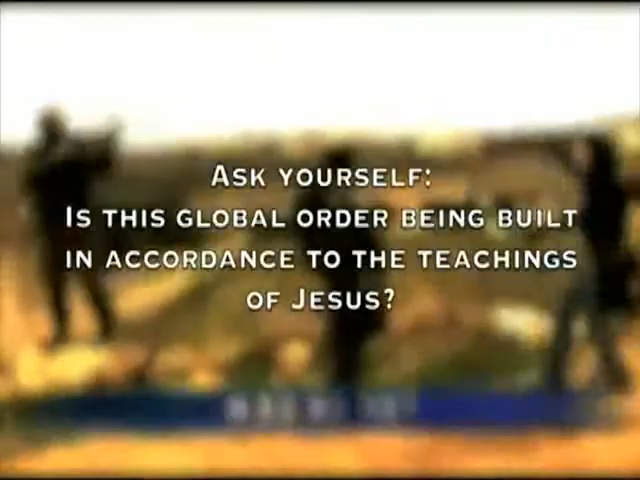 Ask yourself:
Is this global order being built
in accordance to the teachings
of Jesus?